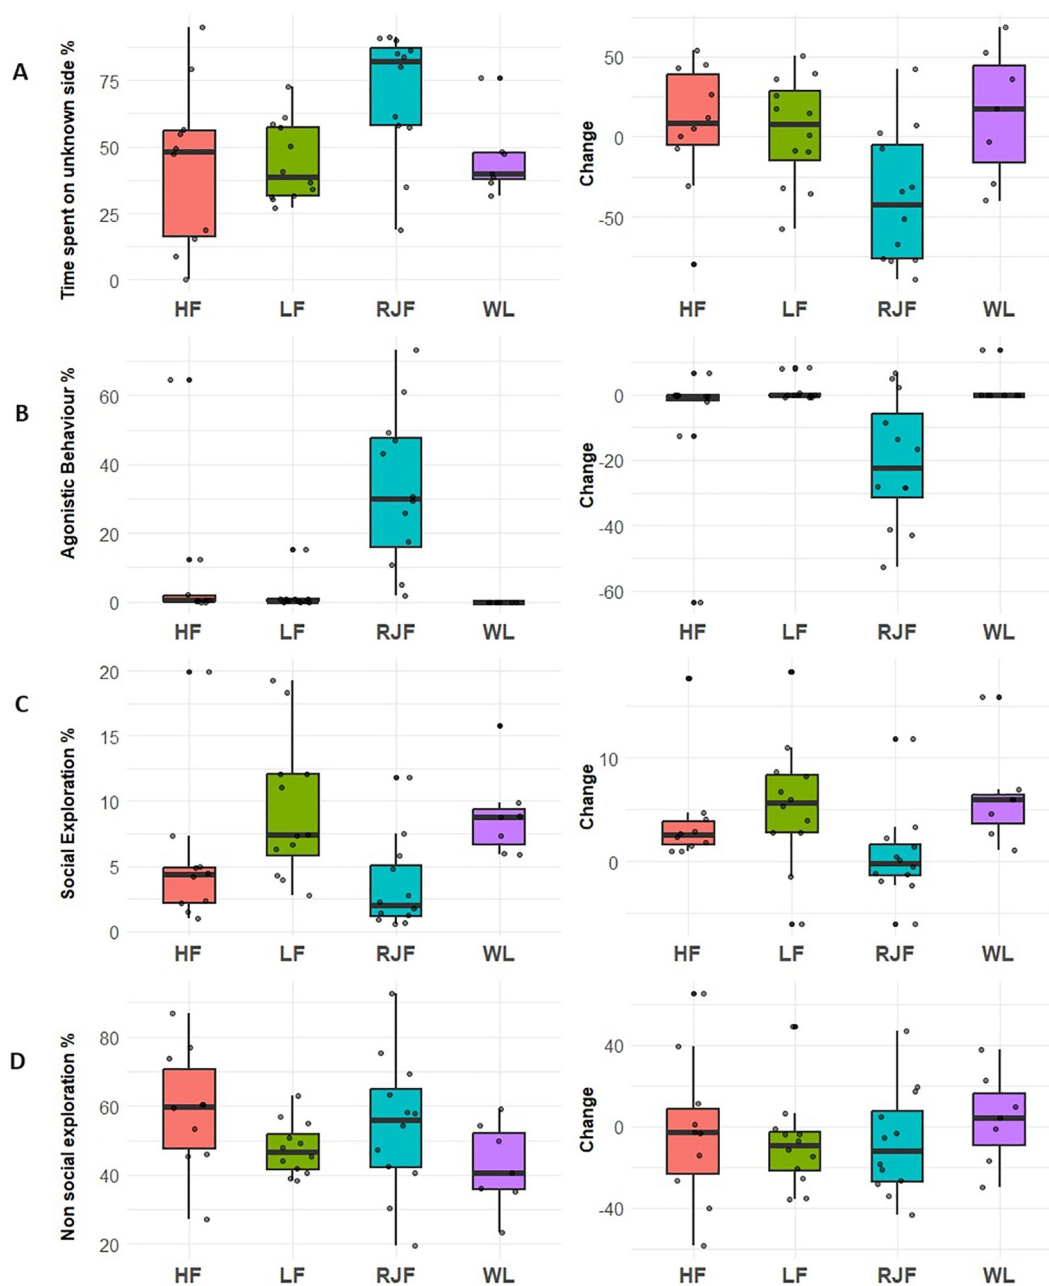 A
Time spent on unknown side %
75
50
25
0
HF LF RJF WL
Change
50
0
-50
HF LF RJF WL
B
Agonistic Behaviour %
60
40
20
0
HF LF RJF WL
Change
0
-20
-40
-60
HF LF RJF WL
C
Social Exploration %
20
15
10
5
0
HF LF RJF WL
Change
10
0
HF LF RJF WL
D
Non social exploration %
80
60
40
20
HF LF RJF WL
Change
40
0
-40
HF LF RJF WL